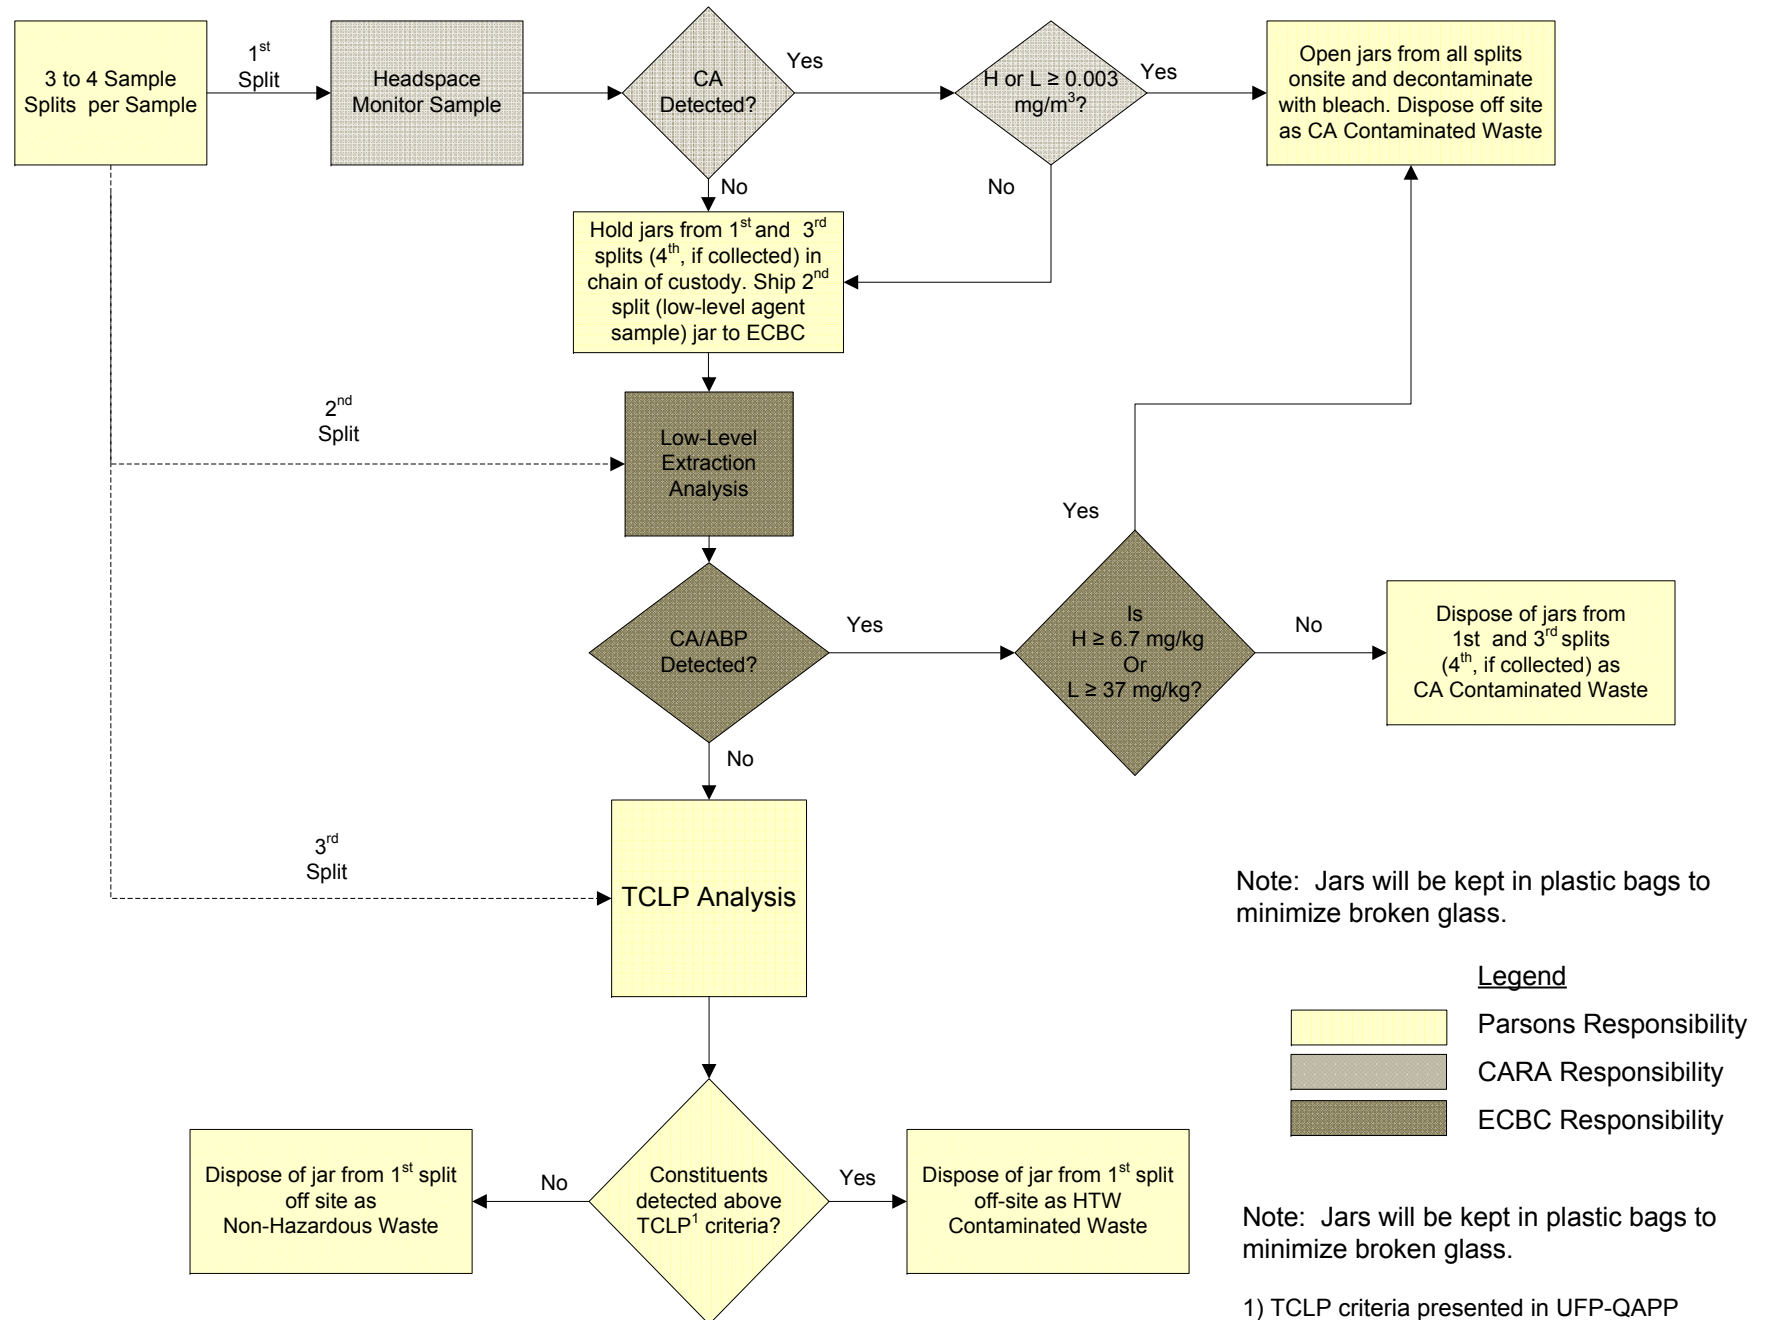 3 to 4 Sample
Splits per Sample
1st
Split
Headspace
Monitor Sample
CA
Detected?
Yes
H or L ≥ 0.003
mg/m3?
Yes
Open jars from all splits
onsite and decontaminate
with bleach. Dispose off site
as CA Contaminated Waste
No
No
Hold jars from 1st and 3rd
splits (4th, if collected) in
chain of custody. Ship 2nd
split (low-level agent
sample) jar to ECBC
2nd
Split
Low-Level
Extraction
Analysis
CA/ABP
Detected?
Yes
Yes
Is
H ≥ 6.7 mg/kg
Or
L ≥ 37 mg/kg?
No
Dispose of jars from
1st and 3rd splits
(4th, if collected) as
CA Contaminated Waste
No
3rd
Split
TCLP Analysis
Note: Jars will be kept in plastic bags to
minimize broken glass.
Legend
Parsons Responsibility
CARA Responsibility
ECBC Responsibility
Dispose of jar from 1st split
off site as
Non-Hazardous Waste
No
Constituents
detected above
TCLP1 criteria?
Yes
Dispose of jar from 1st split
off-site as HTW
Contaminated Waste
Note: Jars will be kept in plastic bags to
minimize broken glass.
1) TCLP criteria presented in UFP-QAPP